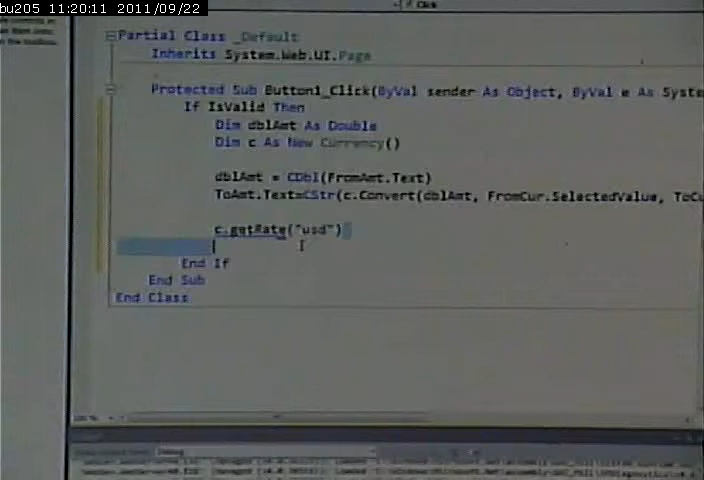 bu205 11:20:11 2011/09/22
Click
Partial Class _Default
Inherits System.Web.UI.Page
Protected Sub Button1_Click(ByVal sender As Object, ByVal e As Syste
If IsValid Then
Dim dblAmt As Double
Dim c As New Currency()
dblAmt = CDbl(FromAmt.Text)
ToAmt.Text=CStr(c.Convert(dblAmt, FromCur.SelectedValue, ToCu
c.getRate("usd")
End If
End Sub
End Class